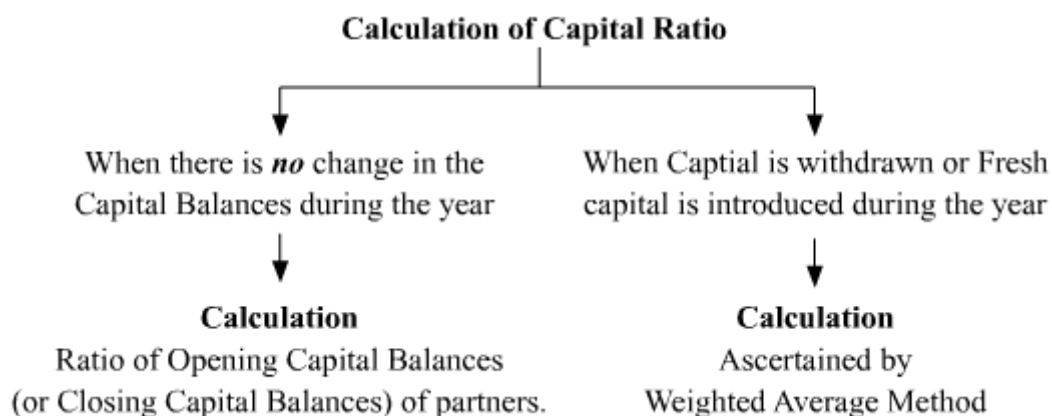 Calculation of Capital Ratio
When there is no change in the
Capital Balances during the year
Calculation
Ratio of Opening Capital Balances
(or Closing Capital Balances) of partners.
When Captial is withdrawn or Fresh
capital is introduced during the year
Calculation
Ascertained by
Weighted Average Method